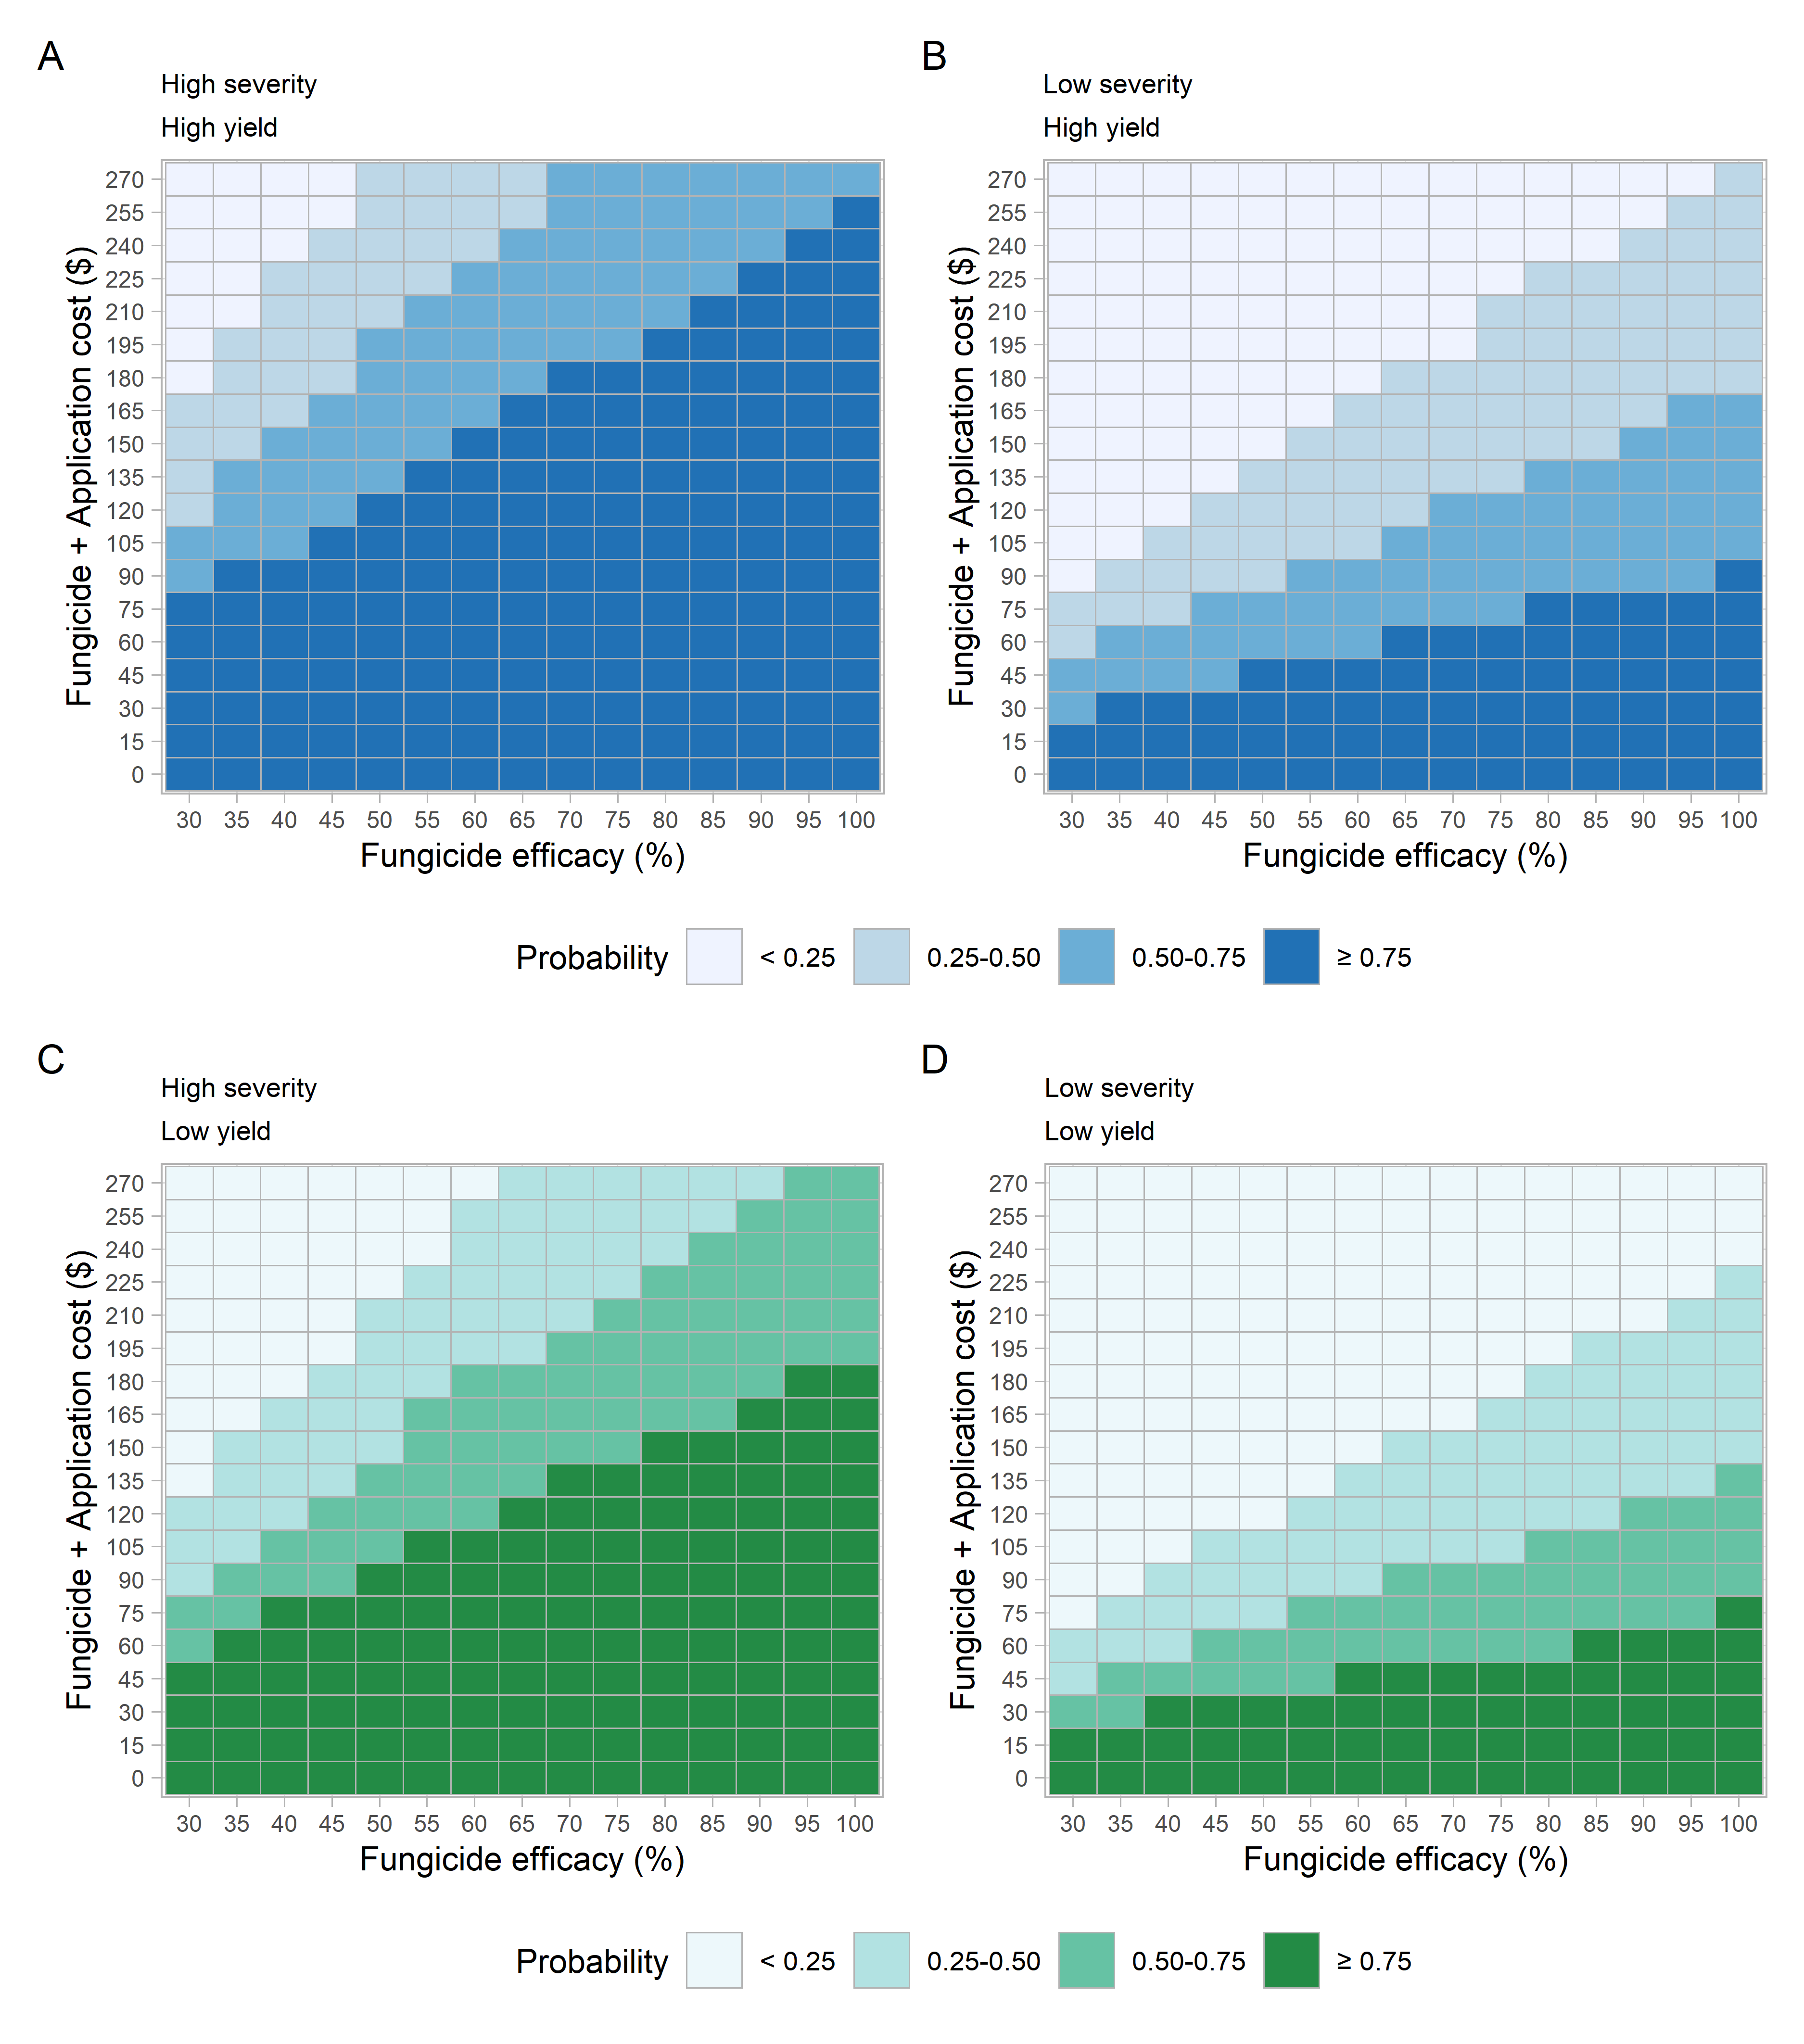 A
High severity
High yield
Fungicide + Application cost ($)
270
255
240
225
210
195
180
165
150
135
120
105
90
75
60
45
30
15
0
30 35 40 45 50 55 60 65 70 75 80 85 90 95 100
Fungicide efficacy (%)
B
Low severity
High yield
Fungicide + Application cost ($)
270
255
240
225
210
195
180
165
150
135
120
105
90
75
60
45
30
15
0
30 35 40 45 50 55 60 65 70 75 80 85 90 95 100
Fungicide efficacy (%)
Probability < 0.25 0.25-0.50 0.50-0.75 ≥ 0.75
C
High severity
Low yield
Fungicide + Application cost ($)
270
255
240
225
210
195
180
165
150
135
120
105
90
75
60
45
30
15
0
30 35 40 45 50 55 60 65 70 75 80 85 90 95 100
Fungicide efficacy (%)
D
Low severity
Low yield
Fungicide + Application cost ($)
270
255
240
225
210
195
180
165
150
135
120
105
90
75
60
45
30
15
0
30 35 40 45 50 55 60 65 70 75 80 85 90 95 100
Fungicide efficacy (%)
Probability < 0.25 0.25-0.50 0.50-0.75 ≥ 0.75